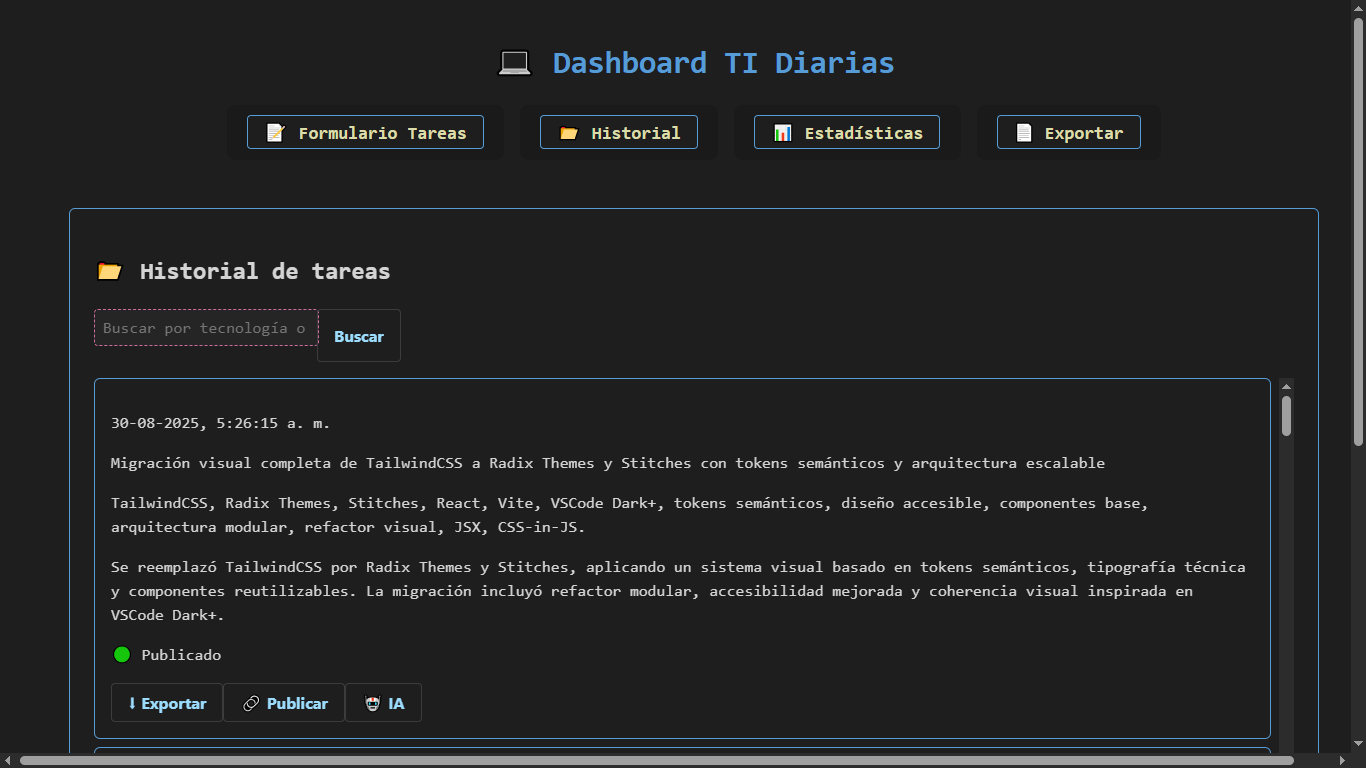 Dashboard TI Diarias
Formulario Tareas
Historial
Estadísticas
Exportar
Historial de tareas
Buscar por tecnología o
Buscar
30-08-2025, 5:26:15 a. m.
Migración visual completa de TailwindCSS a Radix Themes y Stitches con tokens semánticos y arquitectura escalable
TailwindCSS, Radix Themes, Stitches, React, Vite, VSCode Dark+, tokens semánticos, diseño accesible, componentes base,
arquitectura modular, refactor visual, JSX, CSS-in-JS.
Se reemplazó TailwindCSS por Radix Themes y Stitches, aplicando un sistema visual basado en tokens semánticos, tipografía técnica
y componentes reutilizables. La migración incluyó refactor modular, accesibilidad mejorada y coherencia visual inspirada en
VSCode Dark+.
Publicado
Exportar
Publicar
IA